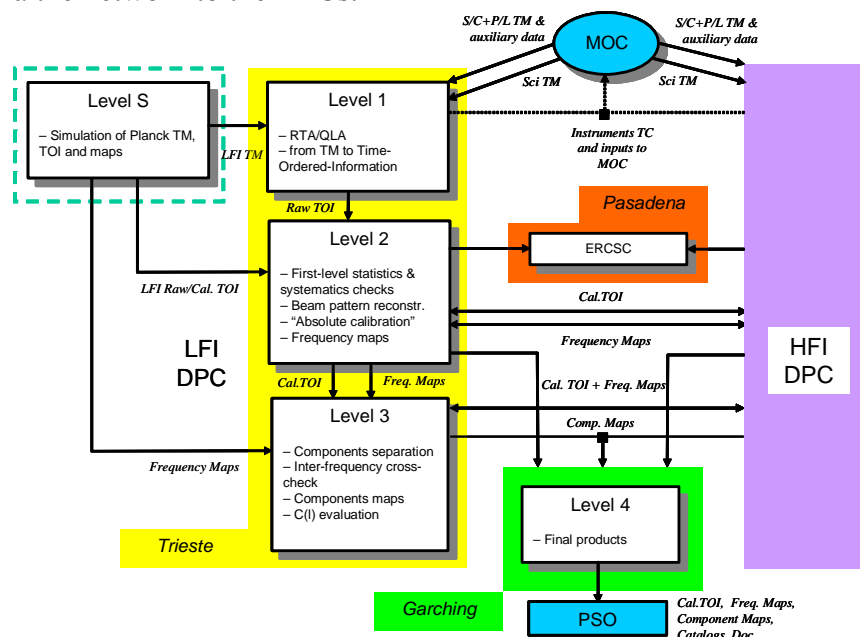 S/C+P/L TM &
auxiliary data
MOC
S/C+P/L TM &
auxiliary data
Sci TM
Sci TM
Level S
– Simulation of Planck TM,
TOI and maps
LFI TM
Level 1
– RTA/QLA
– from TM to Time-
Ordered-Information
Instruments TC
and inputs to
MOC
Raw TOI
Pasadena
ERCSC
Level 2
– First-level statistics &
systematics checks
– Beam pattern reconstr.
– “Absolute calibration”
– Frequency maps
LFI Raw/Cal. TOI
Cal.TOI
Frequency Maps
LFI
DPC
HFI
DPC
Cal.TOI
Freq. Maps
Cal. TOI + Freq. Maps
Level 3
– Components separation
– Inter-frequency cross-
check
– Components maps
– C(l) evaluation
Comp. Maps
Frequency Maps
Level 4
– Final products
Trieste
Garching
PSO
Cal.TOI, Freq. Maps,
Component Maps,
Catalogs, Doc